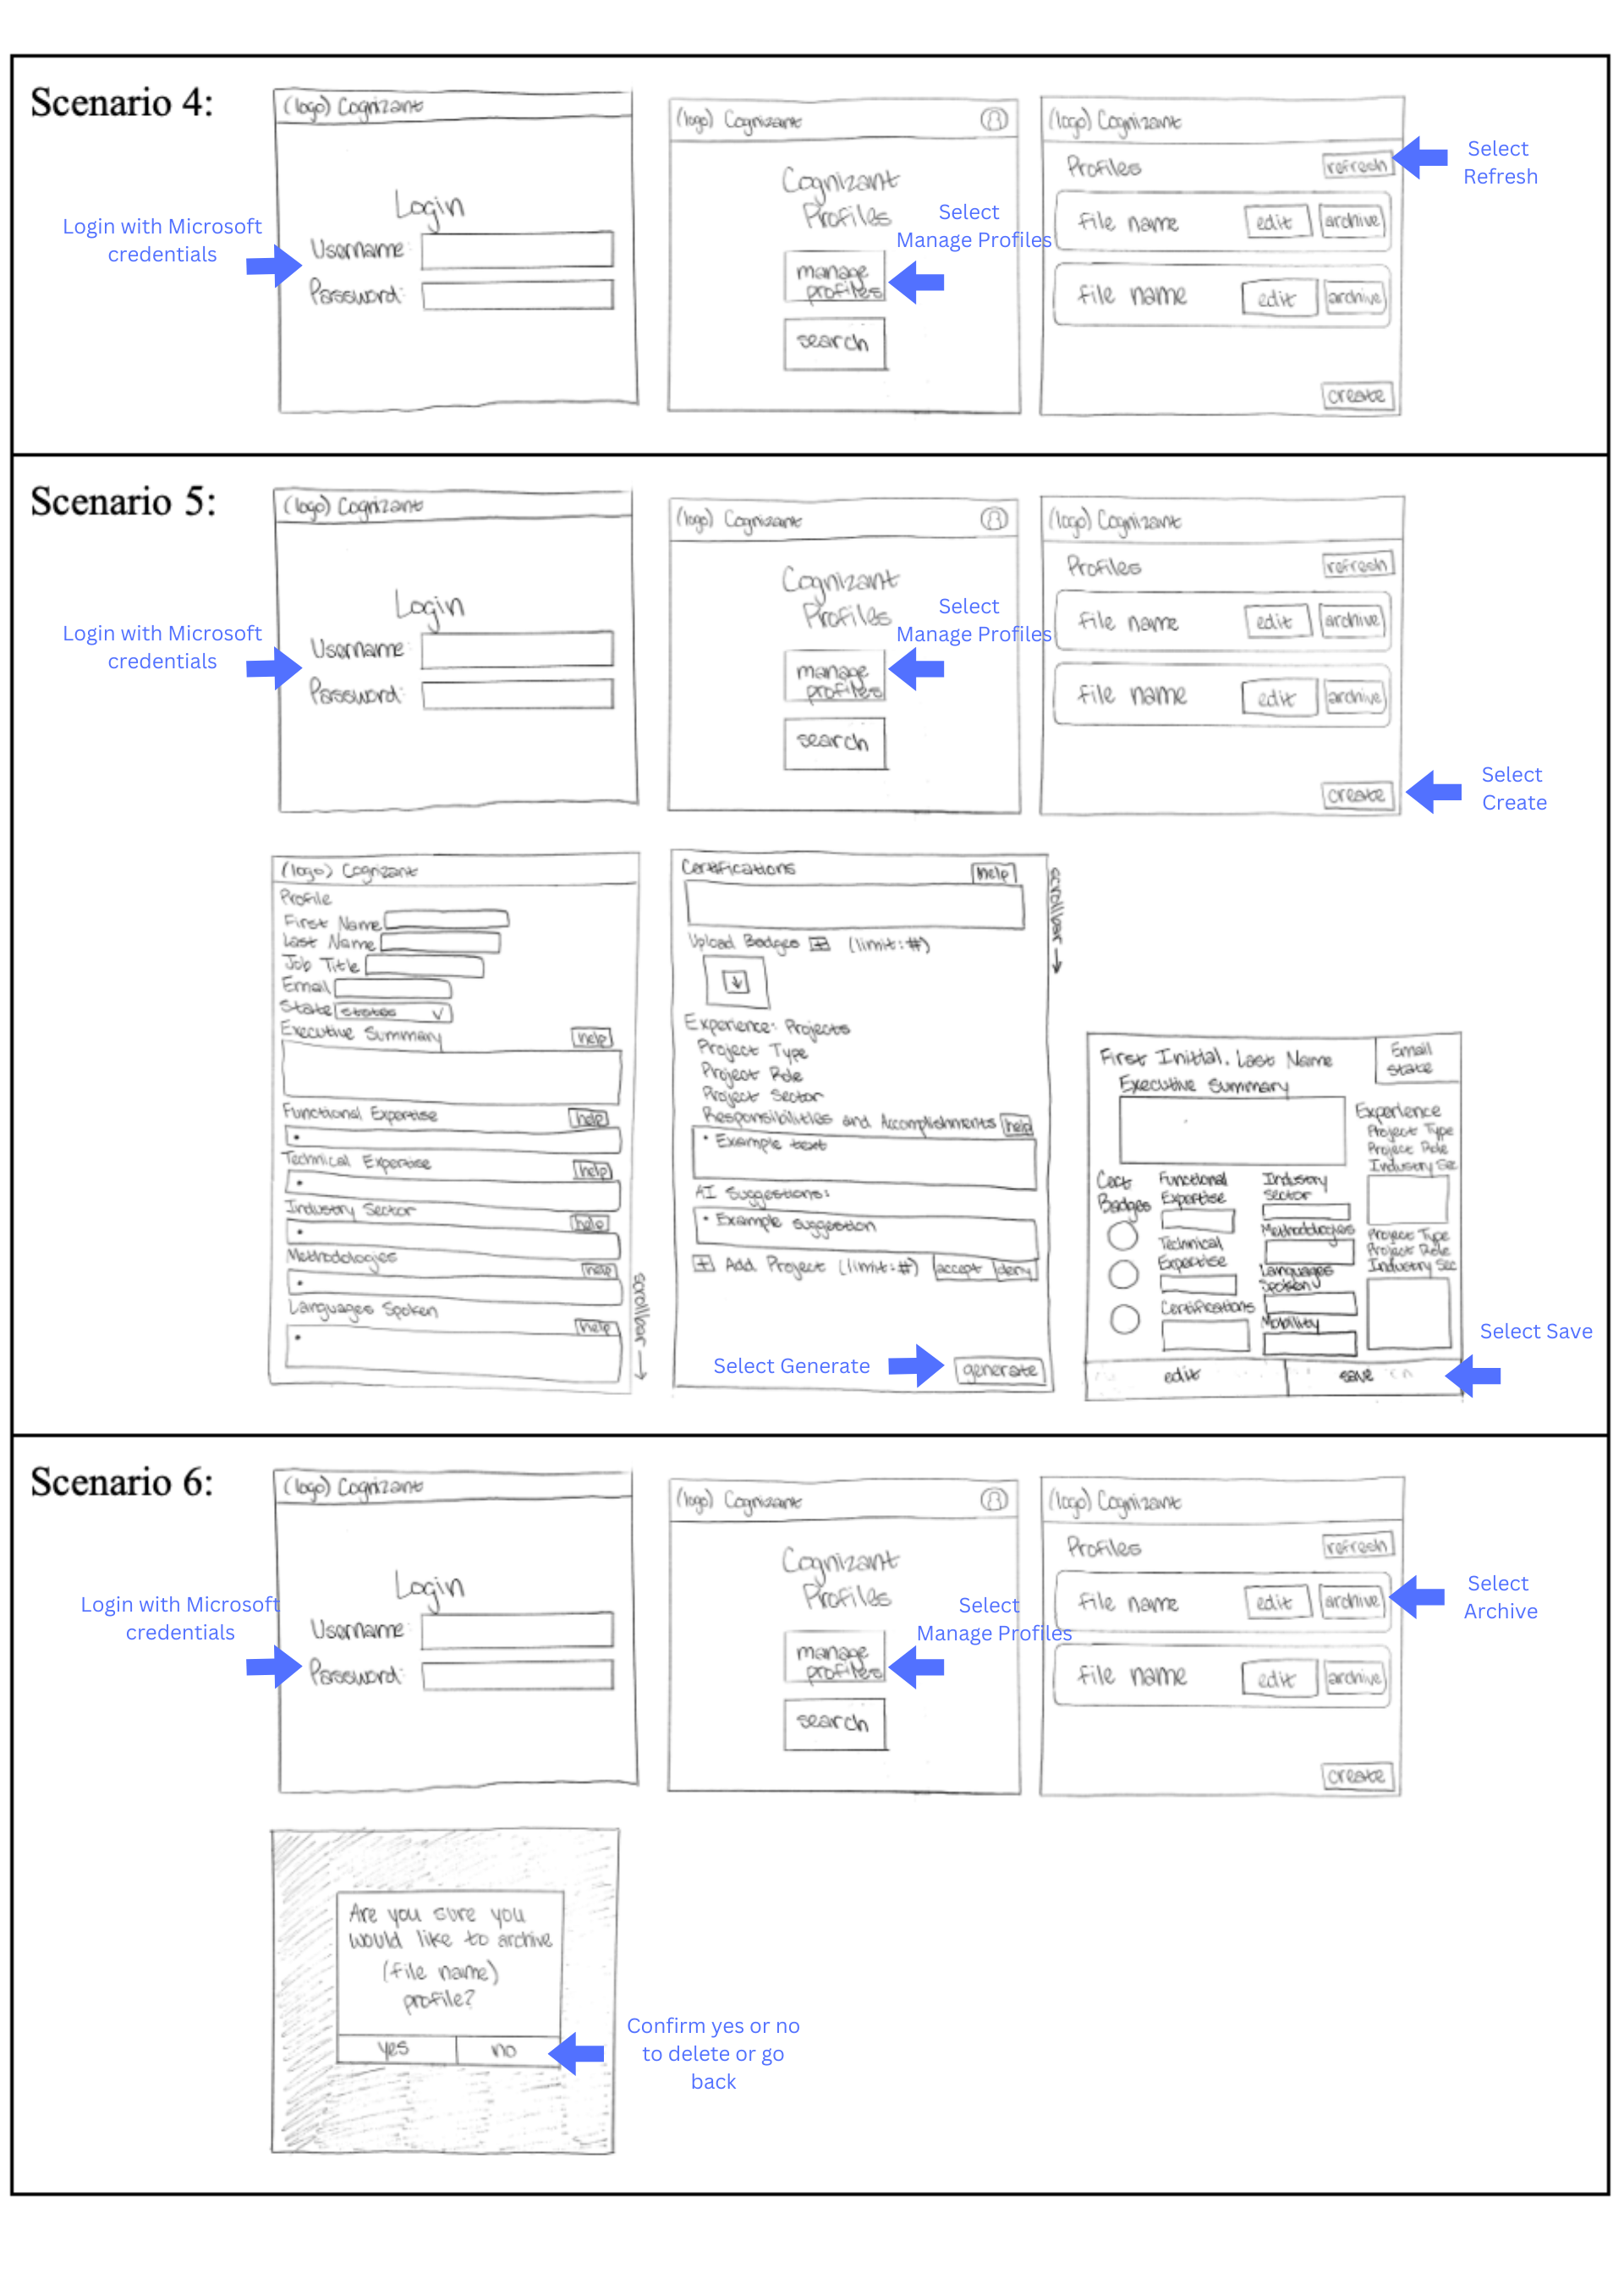 Scenario 4:
(logo) Cognizant
Login with Microsoft
credentials
Login
Username:
Password:
(logo) Cognizant
Cognizant
Profiles
manage
profiles
search
Select
Manage Profiles
(logo) Cognizant
Profiles
refresh
file name
edit
archive
file name
edit
archive
create
Select
Refresh
Scenario 5:
(logo) Cognizant
Login with Microsoft
credentials
Login
Username:
Password:
(logo) Cognizant
Cognizant
Profiles
manage
profiles
search
Select
Manage Profiles
(logo) Cognizant
Profiles
refresh
file name
edit
archive
file name
edit
archive
create
Select
Create
(logo) Cognizant
Profile
First Name
Last Name
Job Title
Email
State states
Executive Summary
help
Functional Expertise
help
Technical Expertise
help
Industry Sector
help
Methodologies
help
Languages Spoken
help
scrollbar →
Certifications
help
Upload Badges + (limit:#)
Experience: Projects
Project Type
Project Role
Project Sector
Responsibilities and Accomplishments
help
• Example text
AI Suggestions:
• Example suggestion
+ Add Project (limit:#)
accept
deny
generate
Select Generate
scrollbar →
First Initial. Last Name
Email
State
Executive Summary
Experience
Project Type
Project Role
Industry Sec
Cert
Badges
Functional
Expertise
Technical
Expertise
Certifications
Industry
Sector
Methodologies
Languages
Spoken
Mobility
Project Type
Project Role
Industry Sec
edit
save
Select Save
Scenario 6:
(logo) Cognizant
Login with Microsoft
credentials
Login
Username:
Password:
(logo) Cognizant
Cognizant
Profiles
manage
profiles
search
Select
Manage Profiles
(logo) Cognizant
Profiles
refresh
file name
edit
archive
file name
edit
archive
create
Select
Archive
Are you sure you
would like to archive
(file name)
profile?
yes
no
Confirm yes or no
to delete or go
back